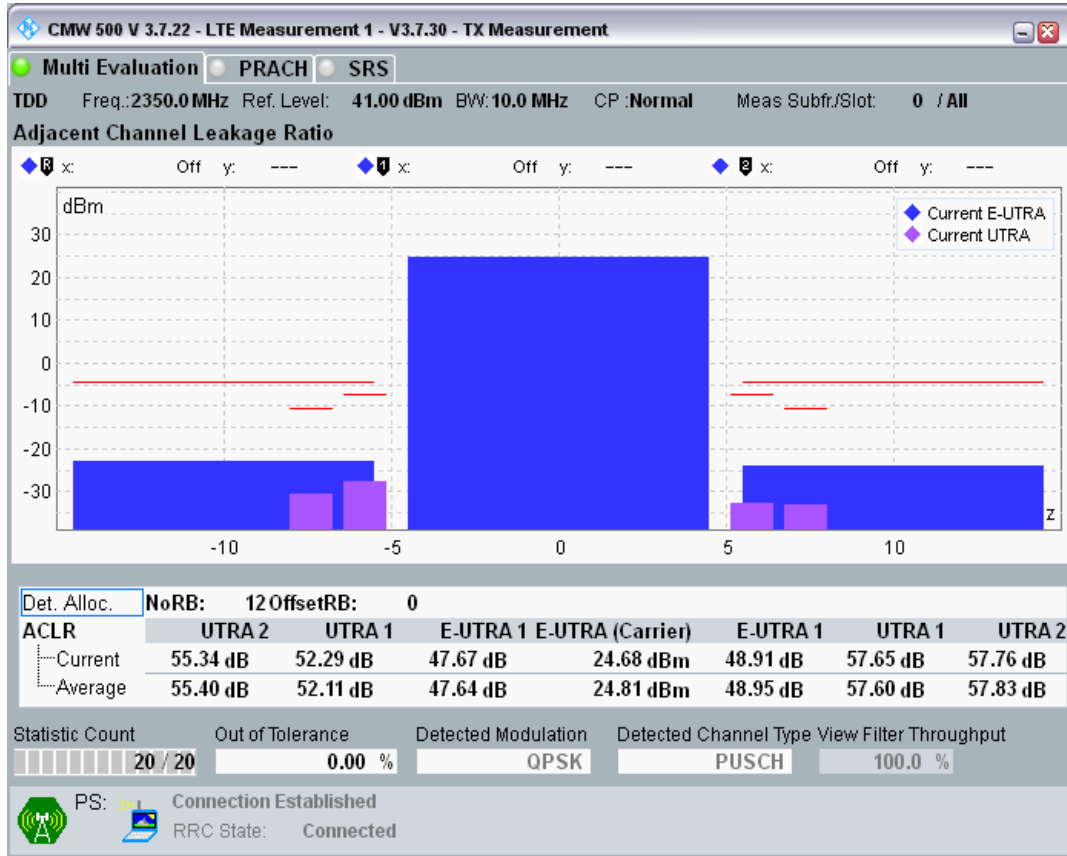 CMW 500 V 3.7.22 - LTE Measurement 1 - V3.7.30 - TX Measurement
Multi Evaluation PRACH SRS
TDD Freq.:2350.0 MHz Ref. Level: 41.00 dBm BW:10.0 MHz CP :Normal Meas Subfr./Slot: 0 / All
Adjacent Channel Leakage Ratio
R x: Off y: --- 1 x: Off y: --- 2 x: Off y: ---
dBm
Current E-UTRA
Current UTRA
30
20
10
0
-10
-20
-30
z
-10 -5 0 5 10
Det. Alloc. NoRB: 12 OffsetRB: 0
ACLR UTRA 2 UTRA 1 E-UTRA 1 E-UTRA (Carrier) E-UTRA 1 UTRA 1 UTRA 2
Current 55.34 dB 52.29 dB 47.67 dB 24.68 dBm 48.91 dB 57.65 dB 57.76 dB
Average 55.40 dB 52.11 dB 47.64 dB 24.81 dBm 48.95 dB 57.60 dB 57.83 dB
Statistic Count Out of Tolerance Detected Modulation Detected Channel Type View Filter Throughput
20 / 20 0.00 % QPSK PUSCH 100.0 %
PS: Connection Established
RRC State: Connected